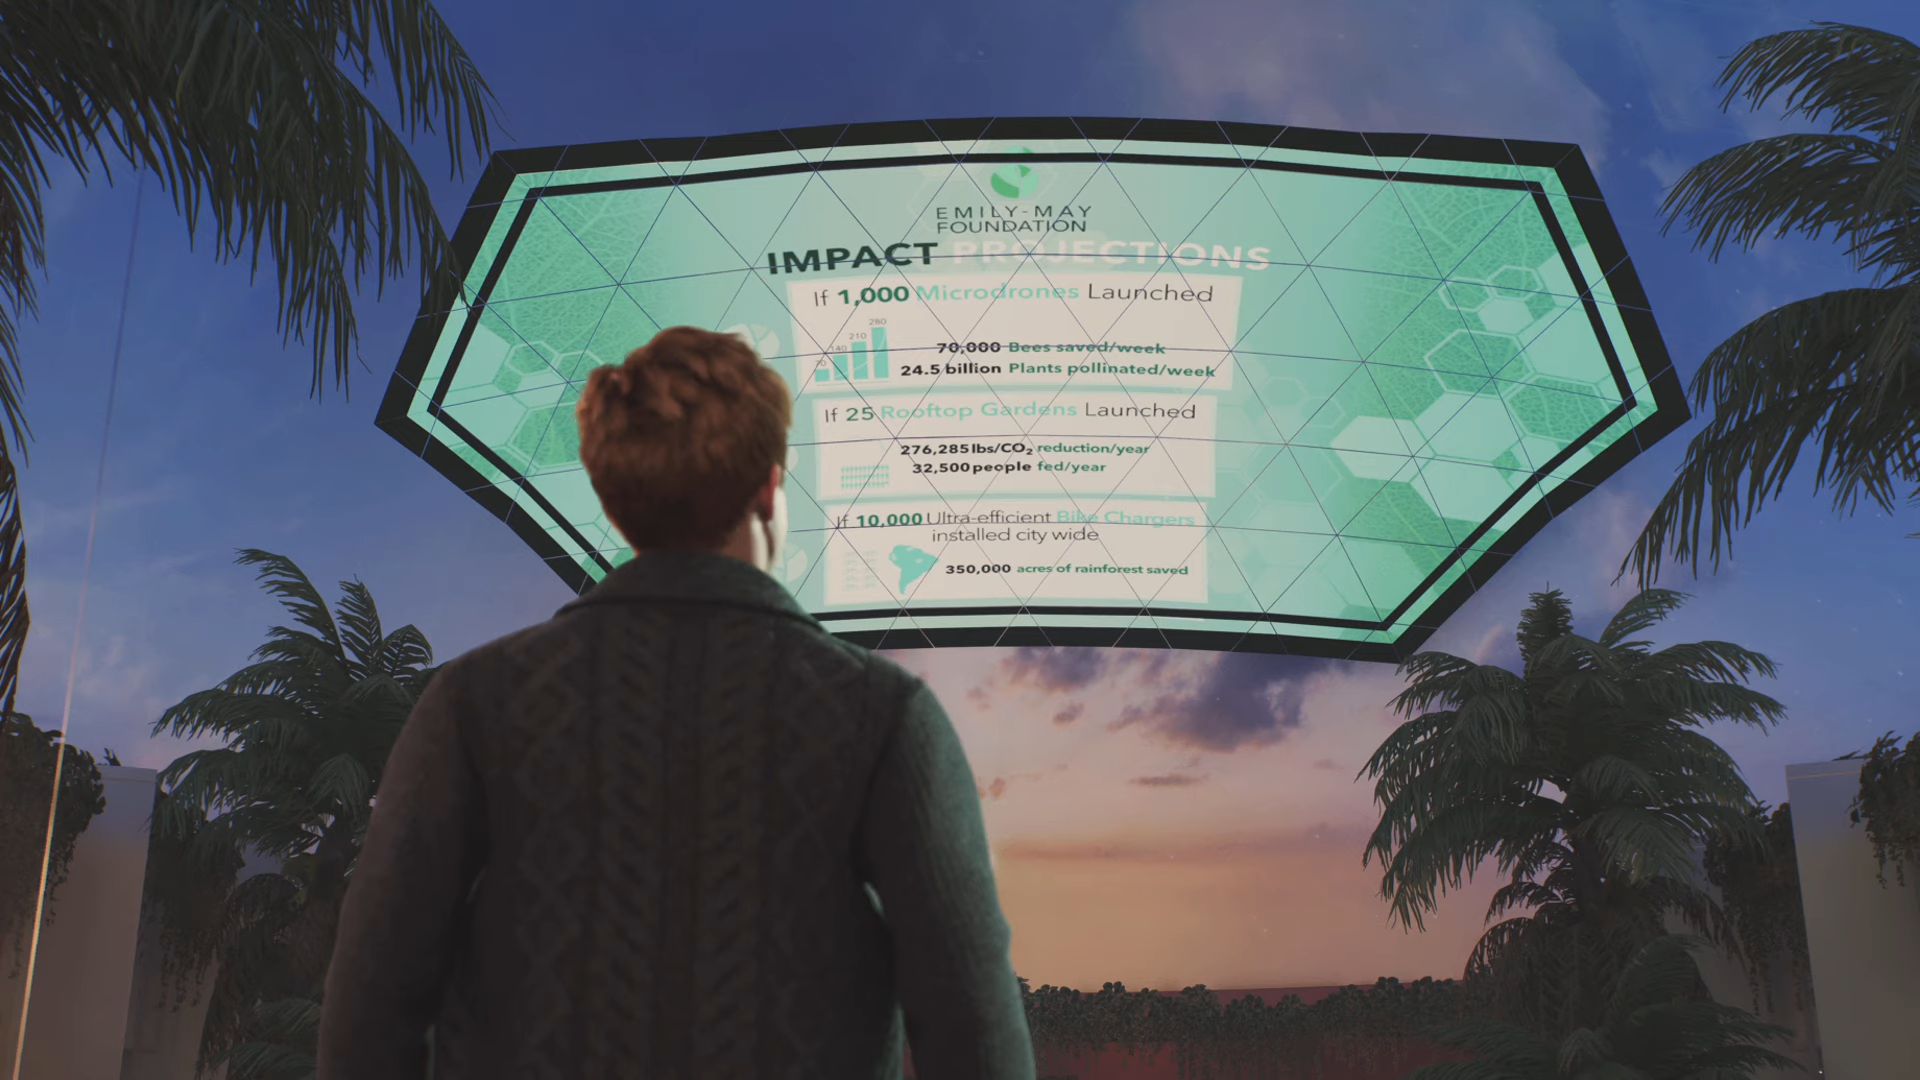 EMILY-MAY
FOUNDATION
IMPACT PROJECTIONS
If 1,000 Microdrones Launched
280
210
140
70
70,000 Bees saved/week
24.5 billion Plants pollinated/week
If 25 Rooftop Gardens Launched
276,285 lbs/CO₂ reduction/year
32,500 people fed/year
If 10,000 Ultra-efficient Bike Chargers
installed city wide
350,000 acres of rainforest saved